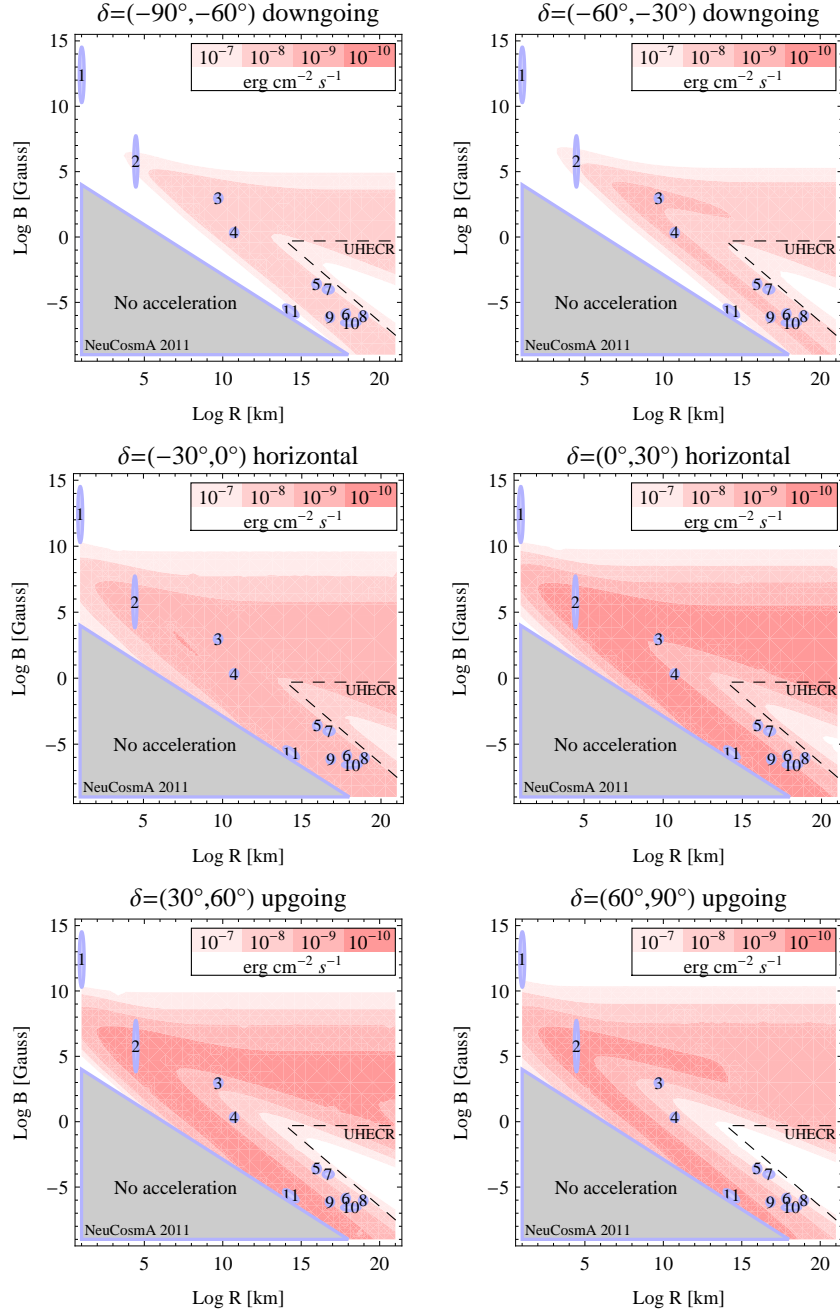 δ=(−90°,−60°) downgoing
10⁻⁷ 10⁻⁸ 10⁻⁹ 10⁻¹⁰
erg cm⁻² s⁻¹
15
10
5
0
−5
Log B [Gauss]
1
2
3
4
5
6
7
8
9
10
11
UHECR
No acceleration
NeuCosmA 2011
5 10 15 20
Log R [km]
δ=(−60°,−30°) downgoing
10⁻⁷ 10⁻⁸ 10⁻⁹ 10⁻¹⁰
erg cm⁻² s⁻¹
15
10
5
0
−5
Log B [Gauss]
1
2
3
4
5
6
7
8
9
10
11
UHECR
No acceleration
NeuCosmA 2011
5 10 15 20
Log R [km]
δ=(−30°,0°) horizontal
10⁻⁷ 10⁻⁸ 10⁻⁹ 10⁻¹⁰
erg cm⁻² s⁻¹
15
10
5
0
−5
Log B [Gauss]
1
2
3
4
5
6
7
8
9
10
11
UHECR
No acceleration
NeuCosmA 2011
5 10 15 20
Log R [km]
δ=(0°,30°) horizontal
10⁻⁷ 10⁻⁸ 10⁻⁹ 10⁻¹⁰
erg cm⁻² s⁻¹
15
10
5
0
−5
Log B [Gauss]
1
2
3
4
5
6
7
8
9
10
11
UHECR
No acceleration
NeuCosmA 2011
5 10 15 20
Log R [km]
δ=(30°,60°) upgoing
10⁻⁷ 10⁻⁸ 10⁻⁹ 10⁻¹⁰
erg cm⁻² s⁻¹
15
10
5
0
−5
Log B [Gauss]
1
2
3
4
5
6
7
8
9
10
11
UHECR
No acceleration
NeuCosmA 2011
5 10 15 20
Log R [km]
δ=(60°,90°) upgoing
10⁻⁷ 10⁻⁸ 10⁻⁹ 10⁻¹⁰
erg cm⁻² s⁻¹
15
10
5
0
−5
Log B [Gauss]
1
2
3
4
5
6
7
8
9
10
11
UHECR
No acceleration
NeuCosmA 2011
5 10 15 20
Log R [km]